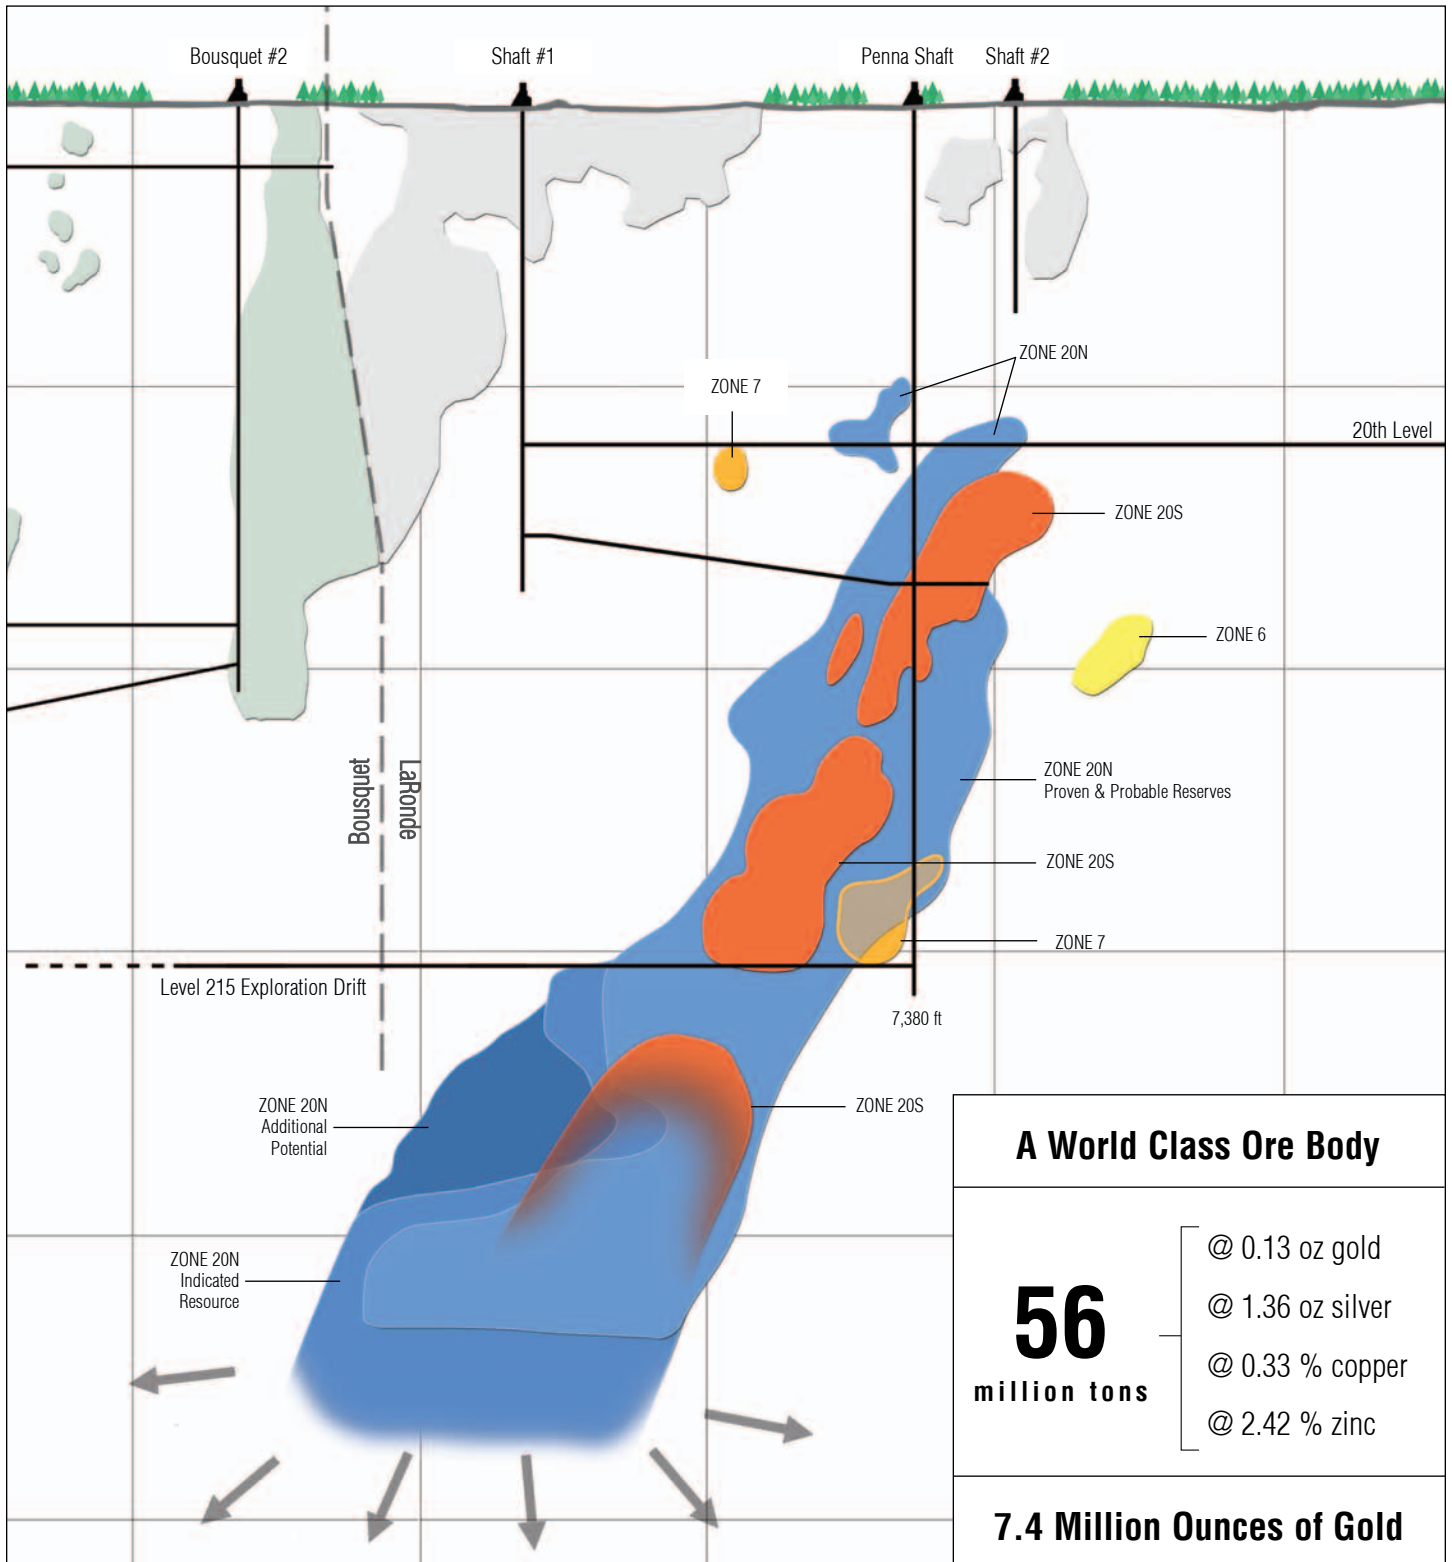 Bousquet #2
Shaft #1
Penna Shaft
Shaft #2
ZONE 20N
ZONE 7
20th Level
ZONE 20S
ZONE 6
Bousquet
LaRonde
ZONE 20N
Proven & Probable Reserves
ZONE 20S
ZONE 7
Level 215 Exploration Drift
7,380 ft
ZONE 20N
Additional
Potential
ZONE 20S
ZONE 20N
Indicated
Resource
A World Class Ore Body
56
million tons
@ 0.13 oz gold
@ 1.36 oz silver
@ 0.33 % copper
@ 2.42 % zinc
7.4 Million Ounces of Gold